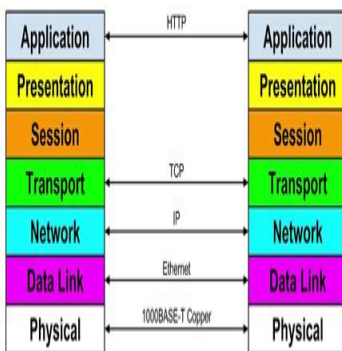 HTTP
Application Application
Presentation Presentation
Session Session
TCP
Transport Transport
IP
Network Network
Ethernet
Data Link Data Link
1000BASE-T Copper
Physical Physical